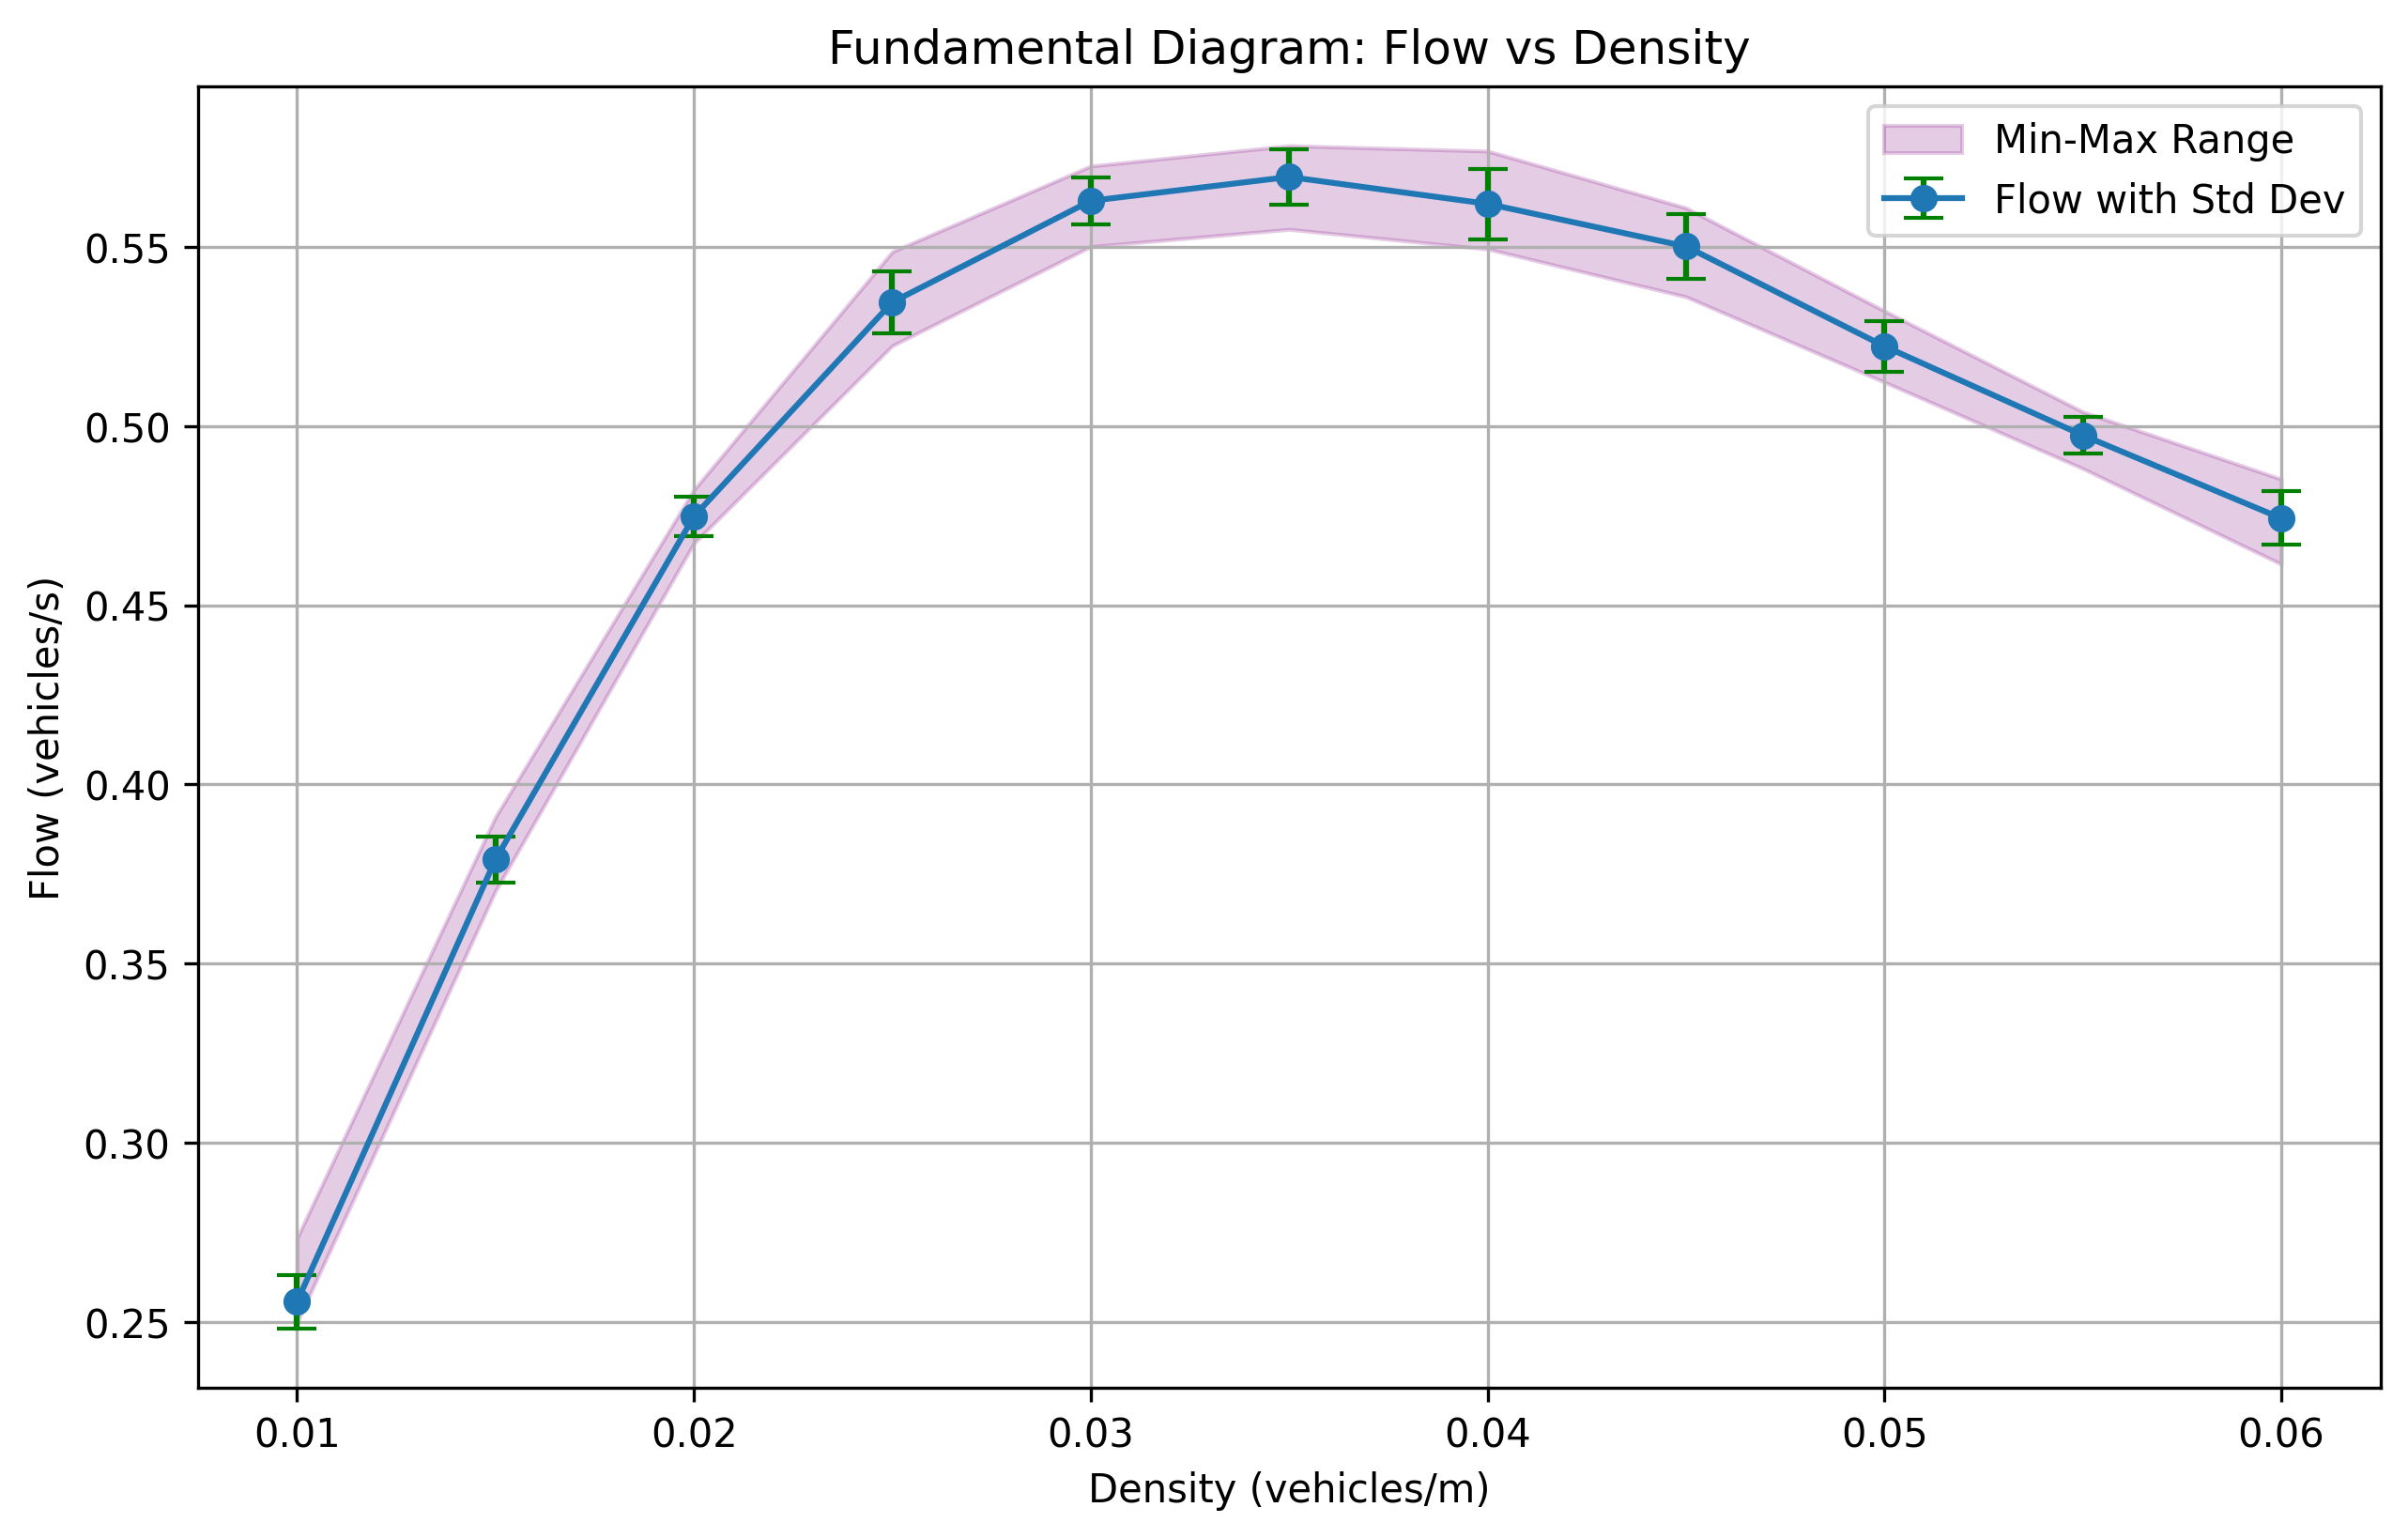 Fundamental Diagram: Flow vs Density
Min-Max Range
Flow with Std Dev
Flow (vehicles/s)
0.55
0.50
0.45
0.40
0.35
0.30
0.25
0.01 0.02 0.03 0.04 0.05 0.06
Density (vehicles/m)